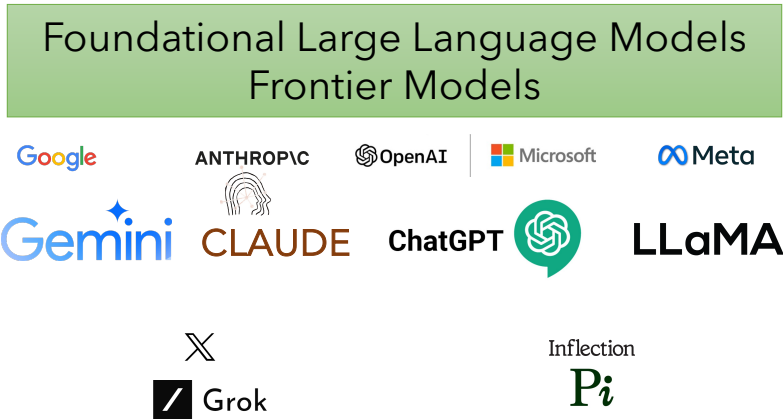 Foundational Large Language Models
Frontier Models
Google
ANTHROP\C
OpenAI
Microsoft
Meta
Gemini
CLAUDE
ChatGPT
LLaMA
X
Grok
Inflection
Pi